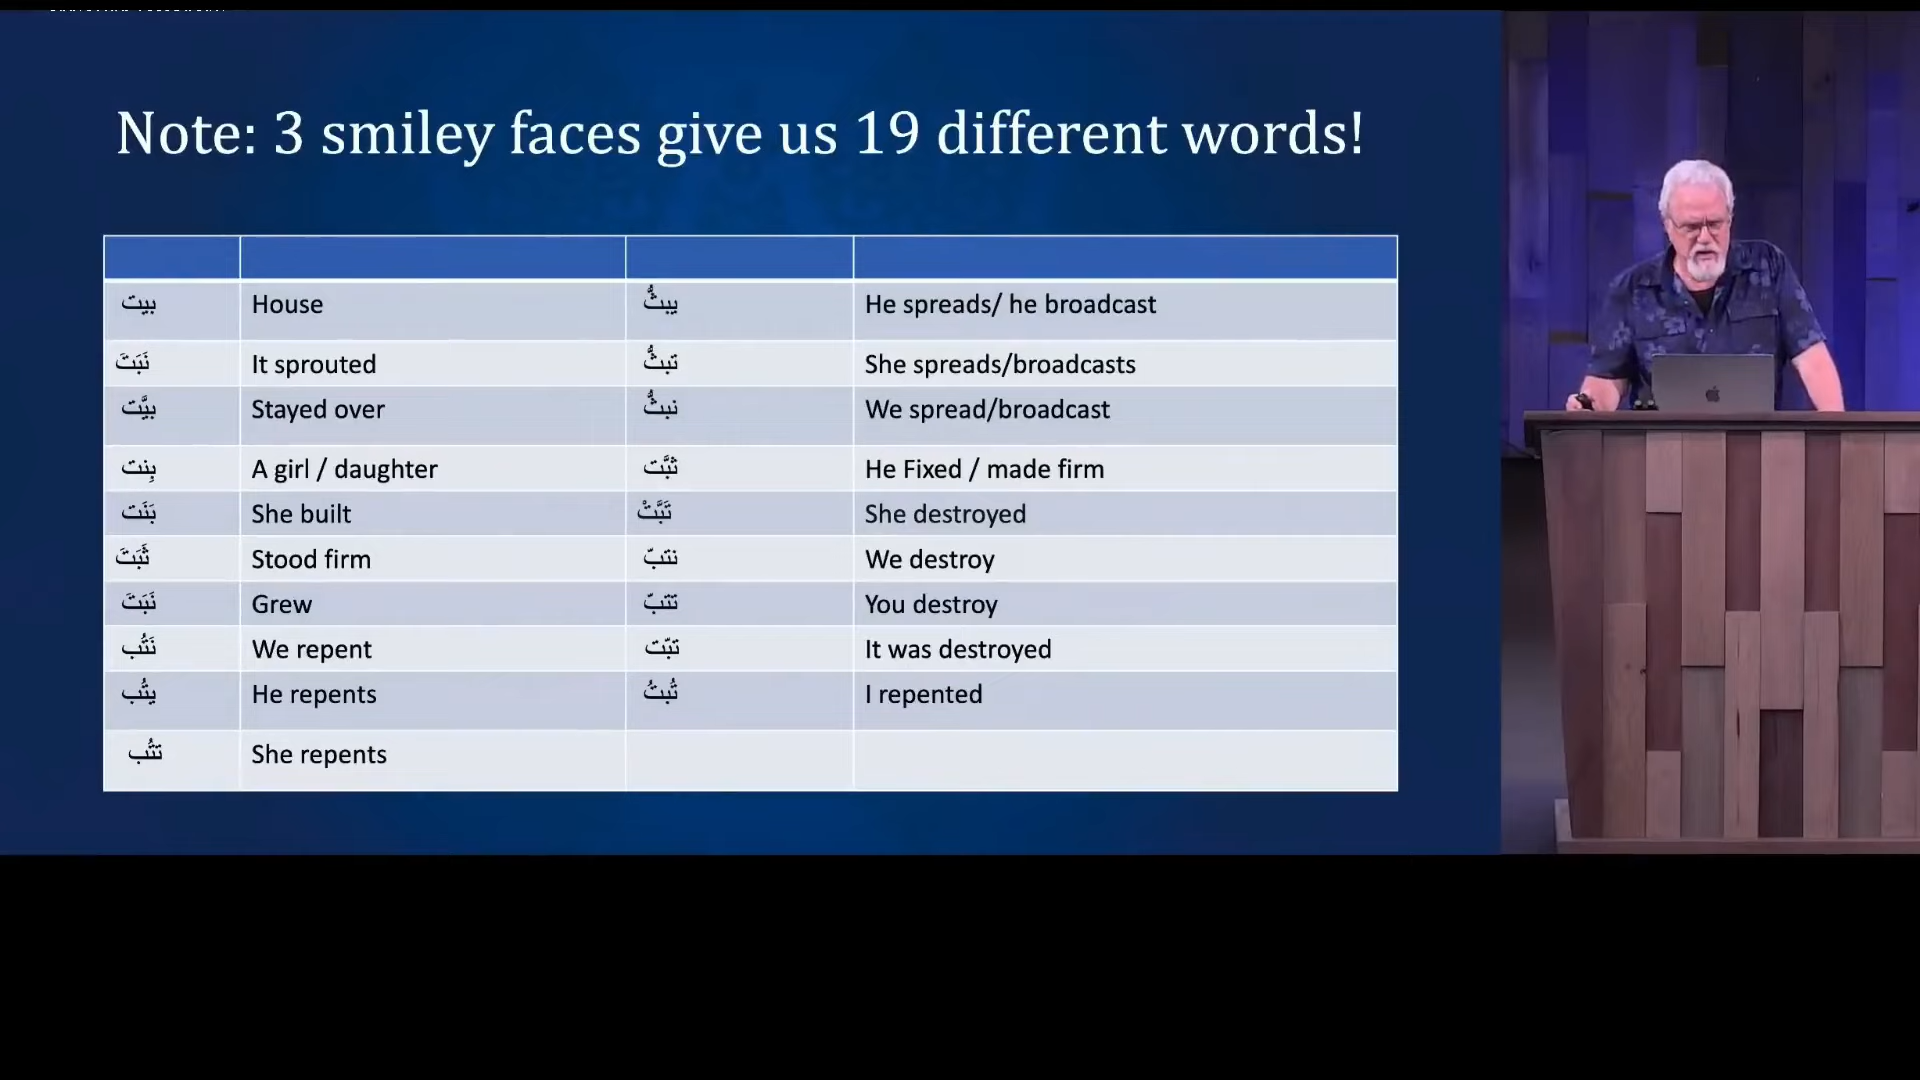 Note: 3 smiley faces give us 19 different words!
بيت House يبثُّ He spreads/ he broadcast
نَبَتَ It sprouted تبثُّ She spreads/broadcasts
بيَّت Stayed over نبثُّ We spread/broadcast
بِنت A girl / daughter ثبَّت He Fixed / made firm
بَنَت She built تَبَّتْ She destroyed
ثَبَتَ Stood firm نتبّ We destroy
نَبَتَ Grew تتبّ You destroy
نَتُب We repent تبّت It was destroyed
يتُب He repents تُبتُ I repented
تتُب She repents